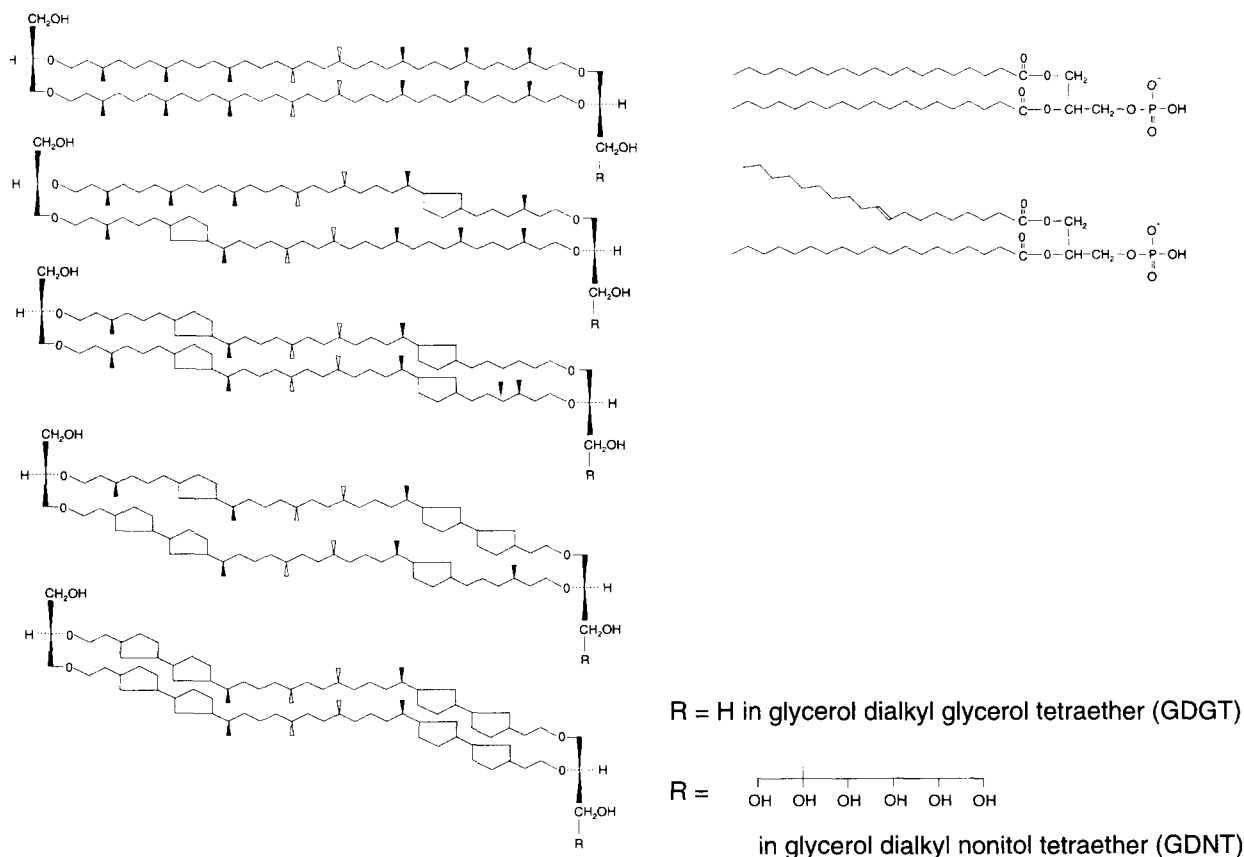 CH₂OH
H O O
O O H
CH₂OH
R
CH₂OH
H O O
O O H
CH₂OH
R
CH₂OH
H O O
O O H
CH₂OH
R
CH₂OH
H O O
O O H
CH₂OH
R
CH₂OH
H O O
O O H
CH₂OH
R
O O⁻
C—O—CH₂
C—O—CH—CH₂—O—P—OH
O O
O O⁻
C—O—CH₂
C—O—CH—CH₂—O—P—OH
O O
R = H in glycerol dialkyl glycerol tetraether (GDGT)
R =
OH OH OH OH OH OH
in glycerol dialkyl nonitol tetraether (GDNT)